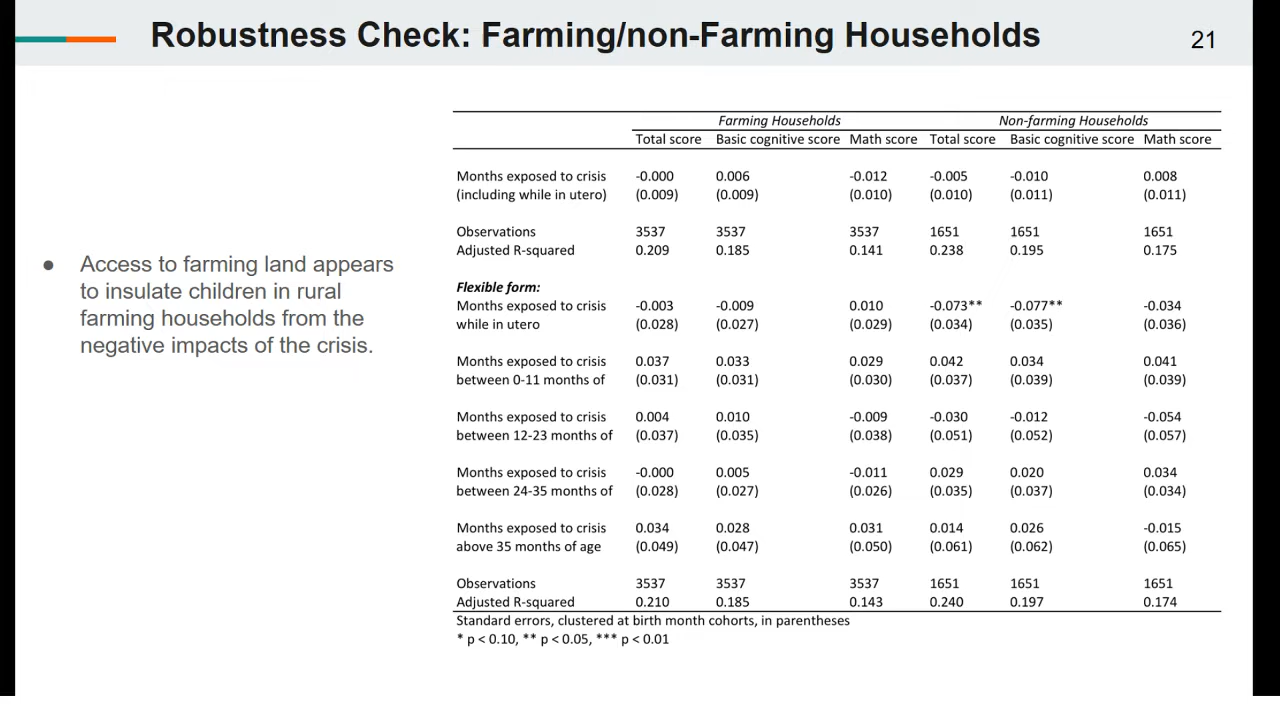 Robustness Check: Farming/non-Farming Households
21
● Access to farming land appears
to insulate children in rural
farming households from the
negative impacts of the crisis.
Farming Households Non-farming Households
Total score Basic cognitive score Math score Total score Basic cognitive score Math score
Months exposed to crisis -0.000 0.006 -0.012 -0.005 -0.010 0.008
(including while in utero) (0.009) (0.009) (0.010) (0.010) (0.011) (0.011)
Observations 3537 3537 3537 1651 1651 1651
Adjusted R-squared 0.209 0.185 0.141 0.238 0.195 0.175
Flexible form:
Months exposed to crisis -0.003 -0.009 0.010 -0.073** -0.077** -0.034
while in utero (0.028) (0.027) (0.029) (0.034) (0.035) (0.036)
Months exposed to crisis 0.037 0.033 0.029 0.042 0.034 0.041
between 0-11 months of (0.031) (0.031) (0.030) (0.037) (0.039) (0.039)
Months exposed to crisis 0.004 0.010 -0.009 -0.030 -0.012 -0.054
between 12-23 months of (0.037) (0.035) (0.038) (0.051) (0.052) (0.057)
Months exposed to crisis -0.000 0.005 -0.011 0.029 0.020 0.034
between 24-35 months of (0.028) (0.027) (0.026) (0.035) (0.037) (0.034)
Months exposed to crisis 0.034 0.028 0.031 0.014 0.026 -0.015
above 35 months of age (0.049) (0.047) (0.050) (0.061) (0.062) (0.065)
Observations 3537 3537 3537 1651 1651 1651
Adjusted R-squared 0.210 0.185 0.143 0.240 0.197 0.174
Standard errors, clustered at birth month cohorts, in parentheses
* p < 0.10, ** p < 0.05, *** p < 0.01